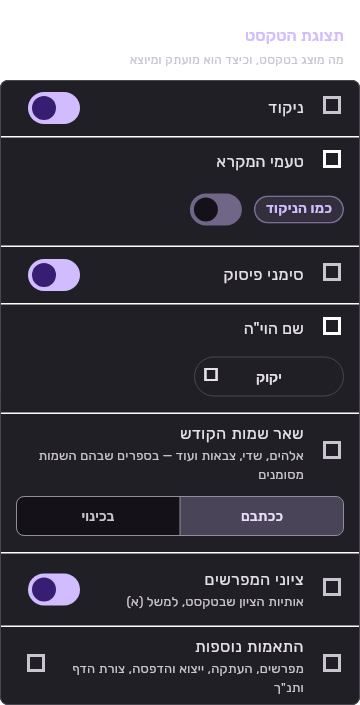 תצוגת הטקסט
מה מוצג בטקסט, וכיצד הוא מועתק ומיוצא
ניקוד
טעמי המקרא
כמו הניקוד
סימני פיסוק
שם הוי"ה
יקוק
שאר שמות הקודש
אלהים, שדי, צבאות ועוד — בספרים שבהם השמות
מסומנים
ככתבם
בכינוי
ציוני המפרשים
אותיות הציון שבטקסט, למשל (א)
התאמות נוספות
מפרשים, העתקה, ייצוא והדפסה, צורת הדף
ותנ"ך